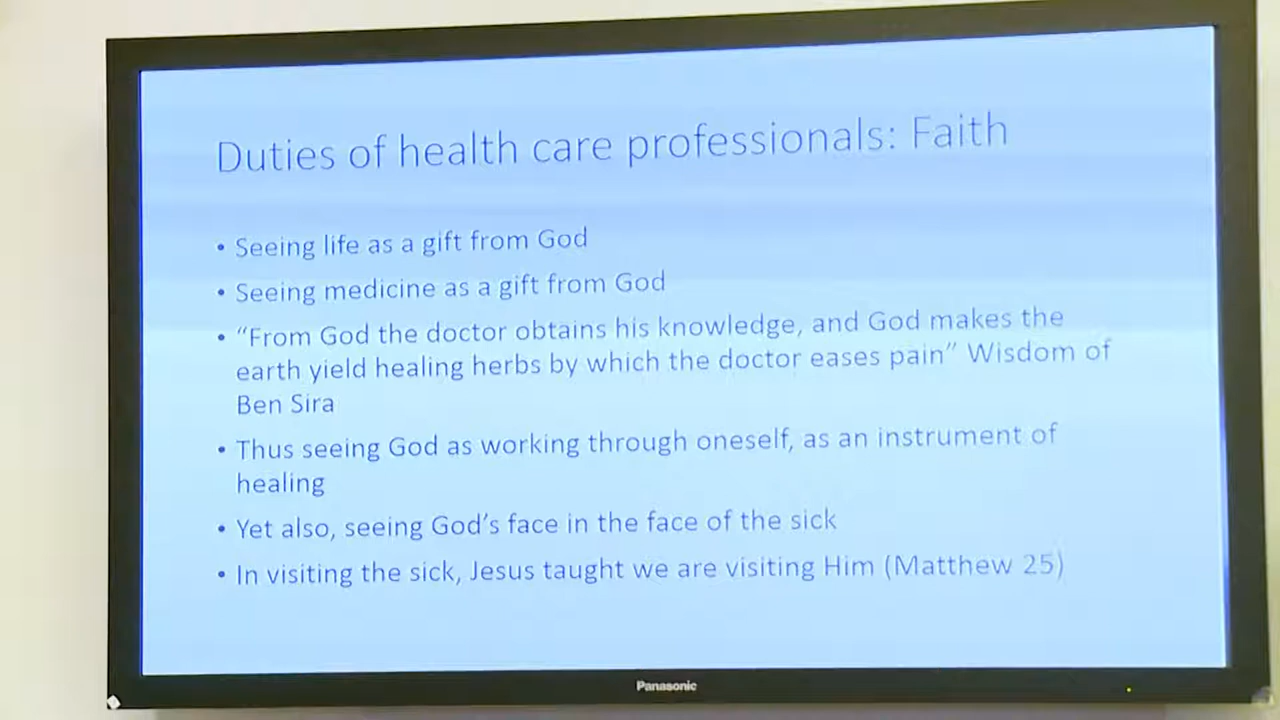 Duties of health care professionals: Faith
• Seeing life as a gift from God
• Seeing medicine as a gift from God
• “From God the doctor obtains his knowledge, and God makes the
earth yield healing herbs by which the doctor eases pain” Wisdom of
Ben Sira
• Thus seeing God as working through oneself, as an instrument of
healing
• Yet also, seeing God’s face in the face of the sick
• In visiting the sick, Jesus taught we are visiting Him (Matthew 25)
Panasonic